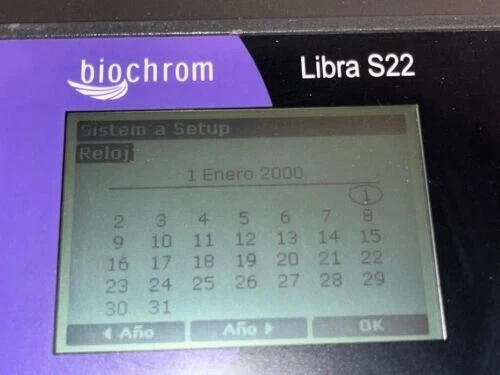 biochrom
Libra S22
Sistem a Setup
Reloj
1 Enero 2000
1
2 3 4 5 6 7 8
9 10 11 12 13 14 15
16 17 18 19 20 21 22
23 24 25 26 27 28 29
30 31
◀ Año Año ▶ OK